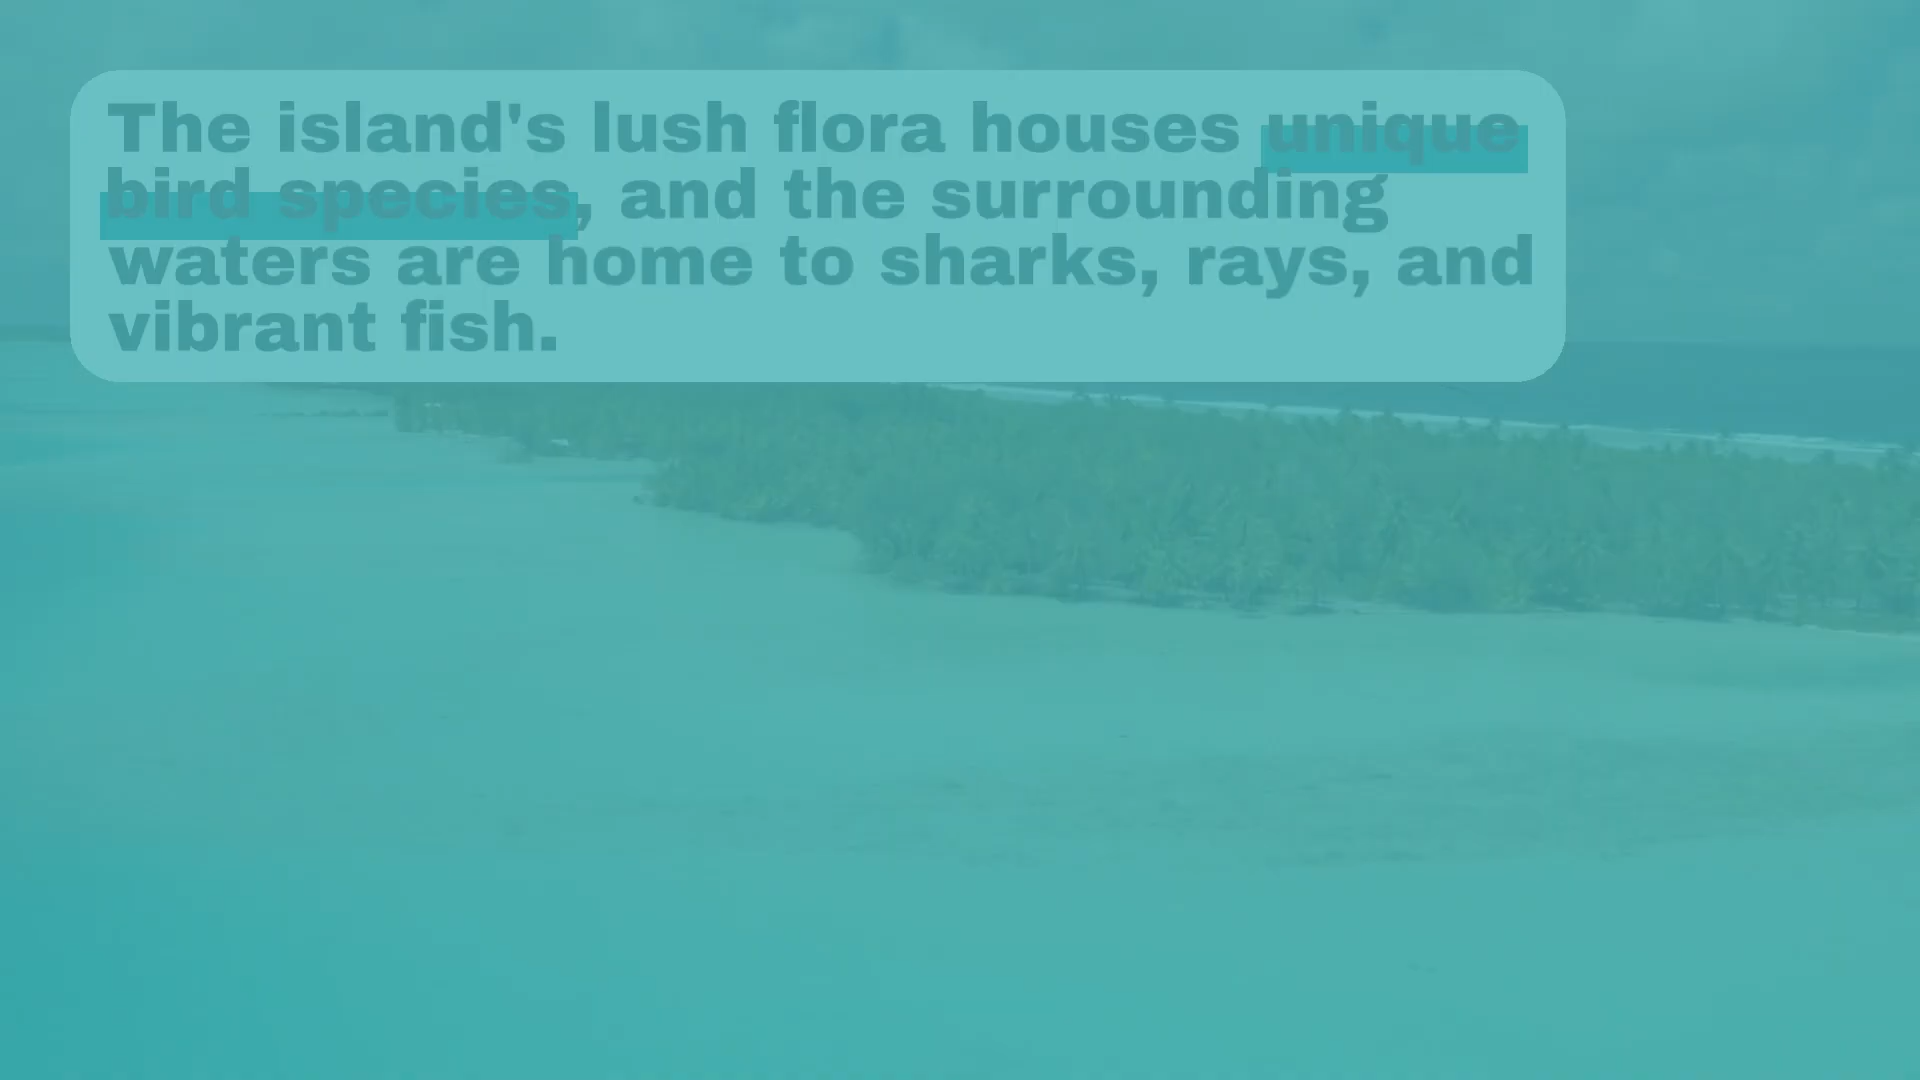 The island's lush flora houses unique
bird species, and the surrounding
waters are home to sharks, rays, and
vibrant fish.